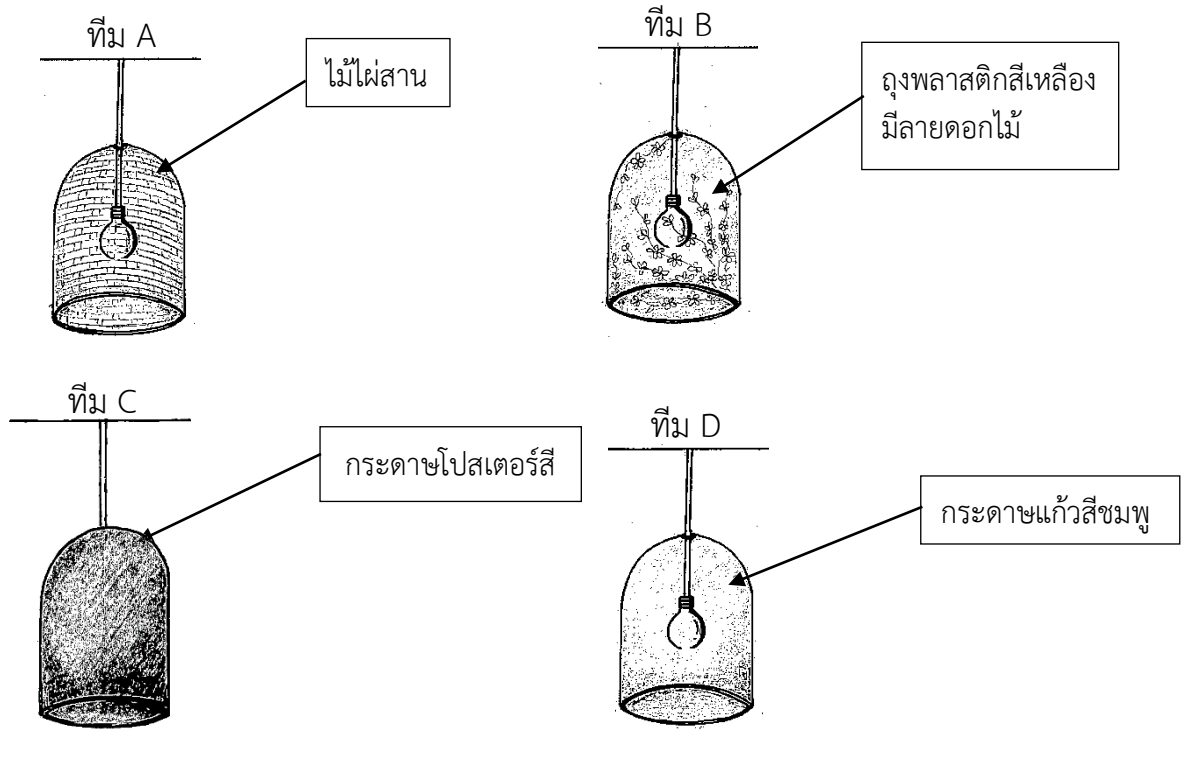 ทีม A
ไม้ไผ่สาน
ทีม B
ถุงพลาสติกสีเหลือง
มีลายดอกไม้
ทีม C
กระดาษโปสเตอร์สี
ทีม D
กระดาษแก้วสีชมพู